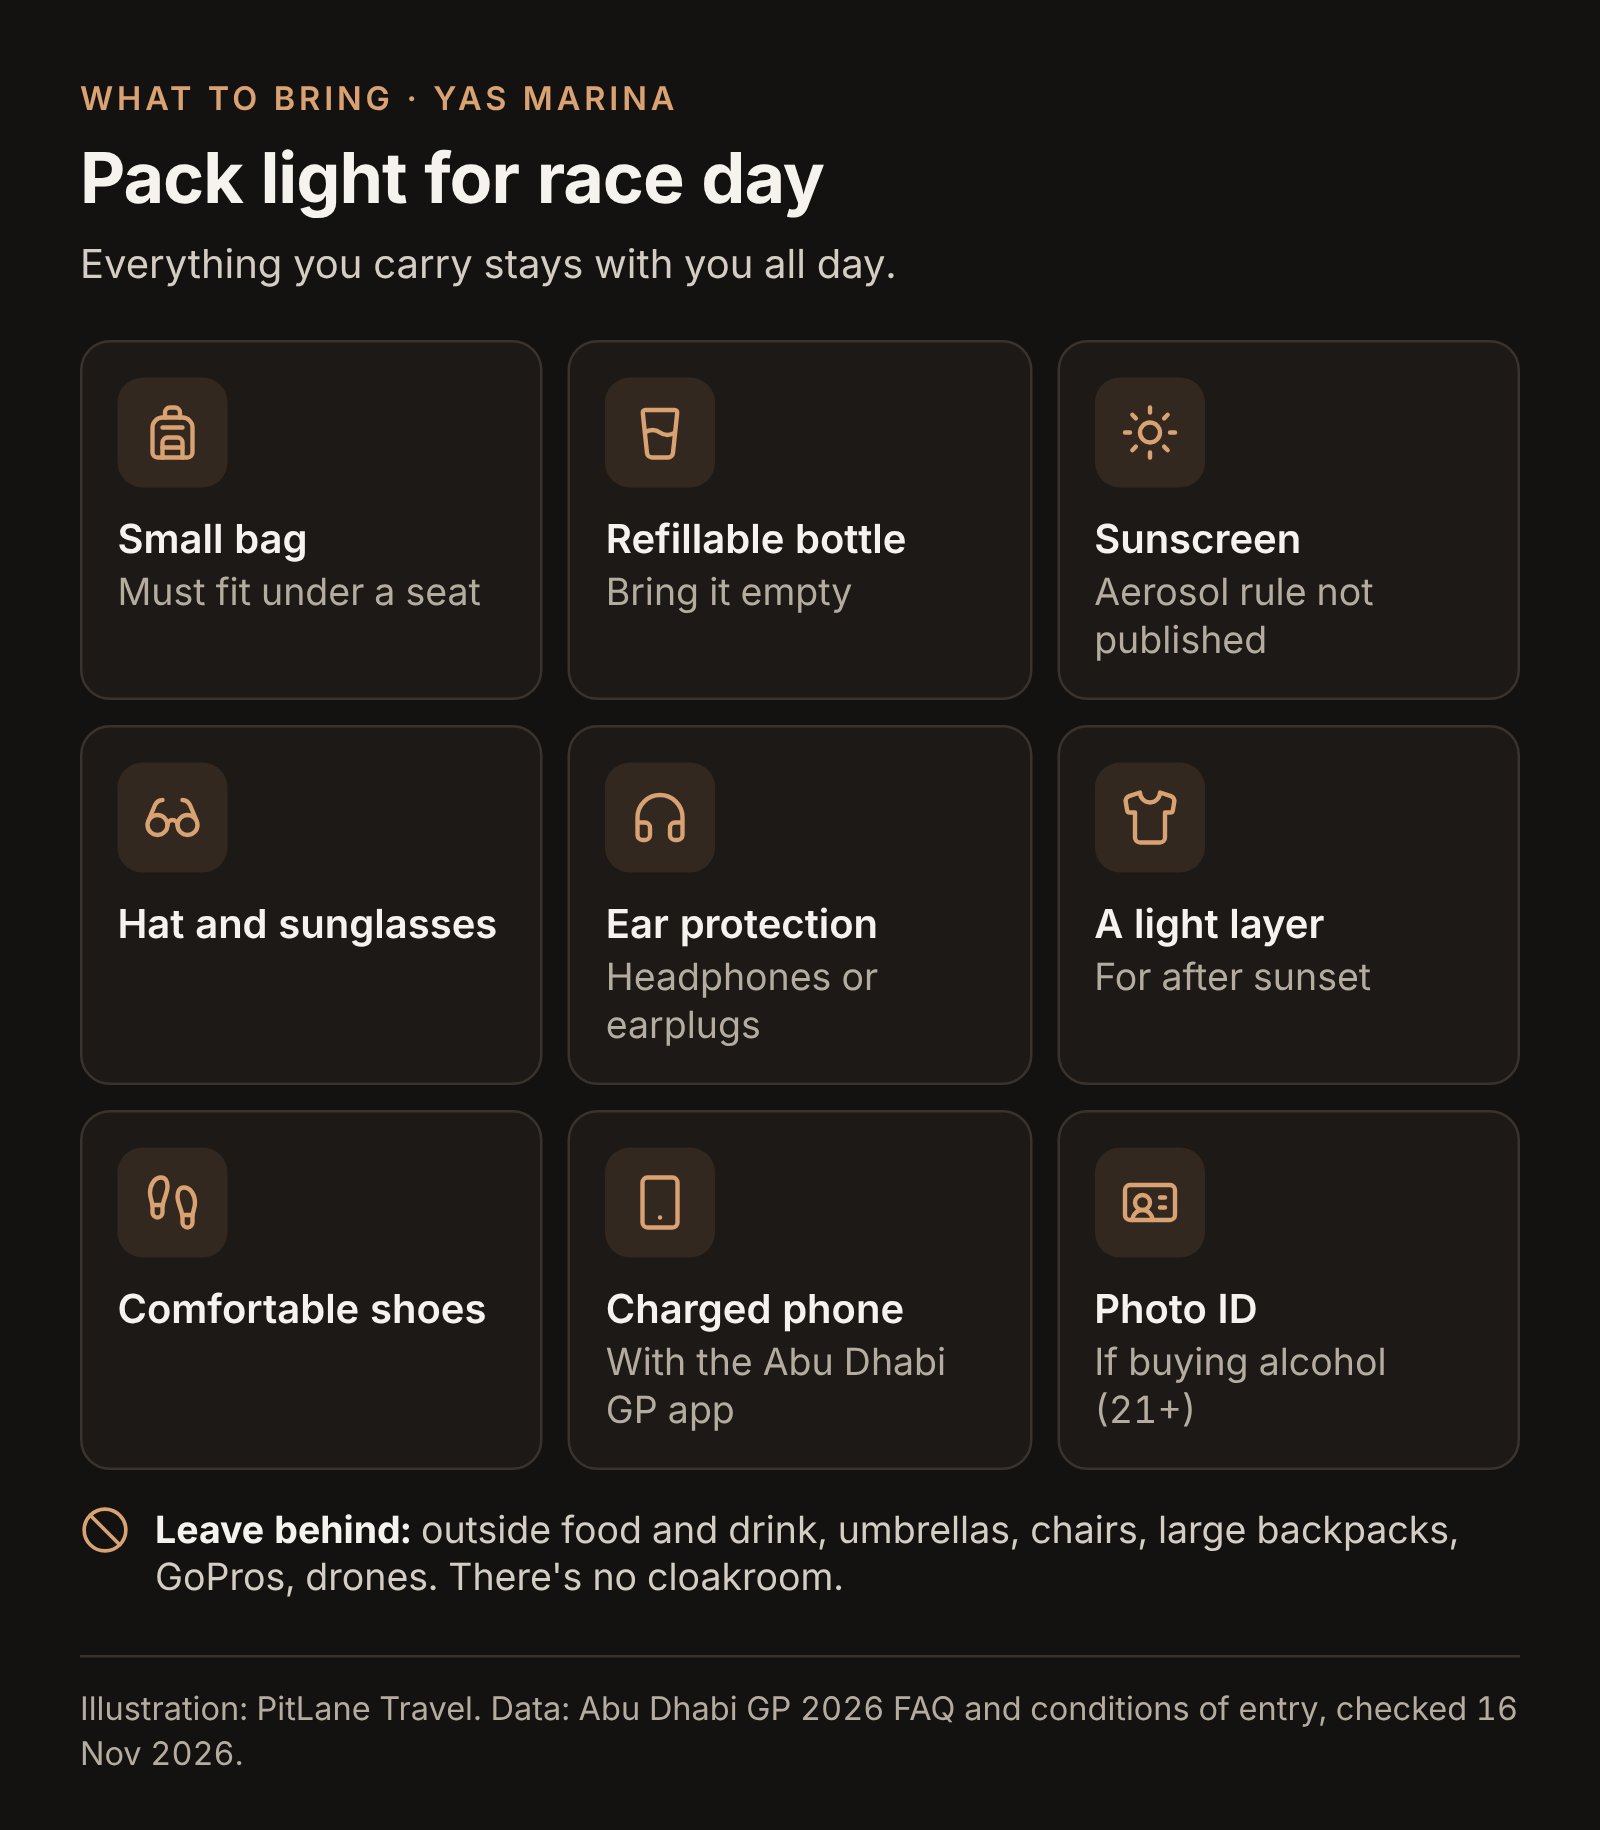 WHAT TO BRING · YAS MARINA
Pack light for race day
Everything you carry stays with you all day.
Small bag
Must fit under a seat
Refillable bottle
Bring it empty
Sunscreen
Aerosol rule not
published
Hat and sunglasses
Ear protection
Headphones or
earplugs
A light layer
For after sunset
Comfortable shoes
Charged phone
With the Abu Dhabi
GP app
Photo ID
If buying alcohol
(21+)
Leave behind: outside food and drink, umbrellas, chairs, large backpacks,
GoPros, drones. There's no cloakroom.
Illustration: PitLane Travel. Data: Abu Dhabi GP 2026 FAQ and conditions of entry, checked 16
Nov 2026.